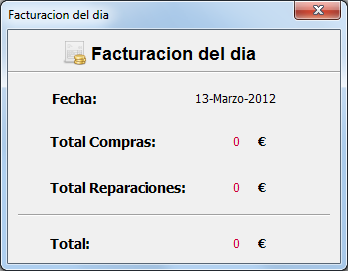 Facturacion del dia
Facturacion del dia
Fecha: 13-Marzo-2012
Total Compras: 0 €
Total Reparaciones: 0 €
Total: 0 €